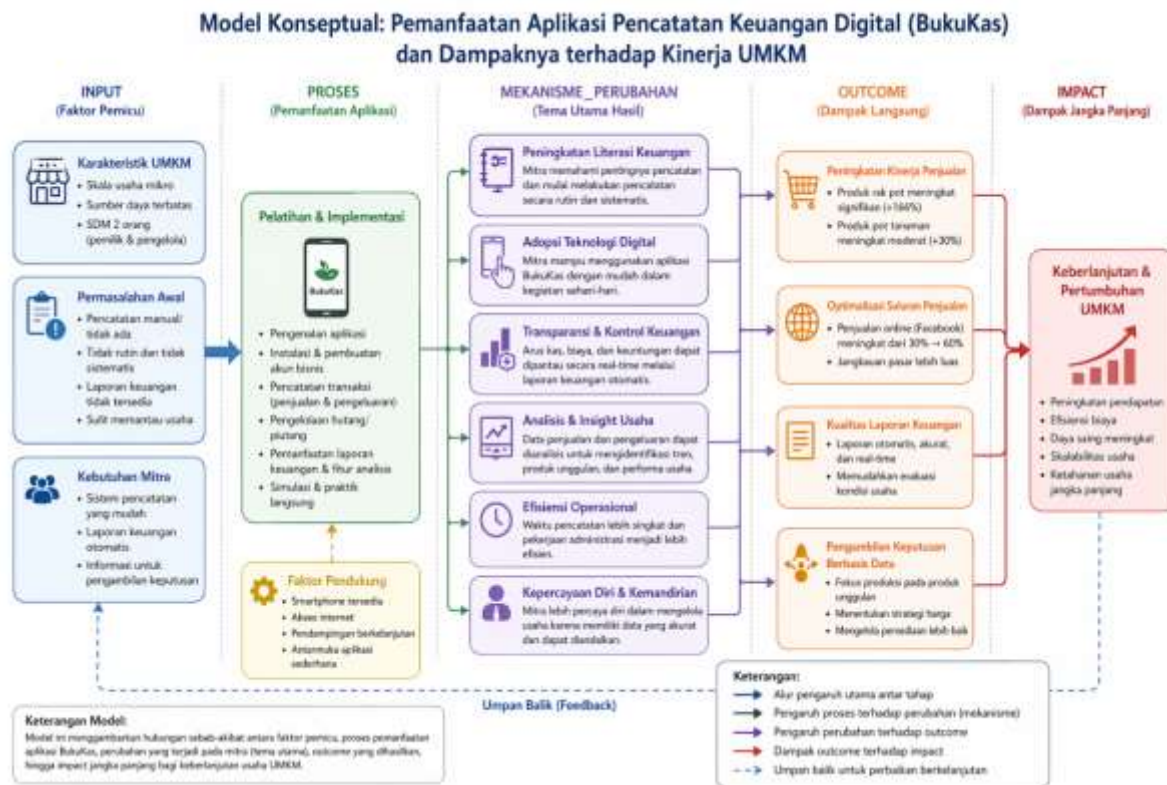 Model Konseptual: Pemanfaatan Aplikasi Pencatatan Keuangan Digital (BukuKas)
dan Dampaknya terhadap Kinerja UMKM
INPUT
(Faktor Pemicu)
Karakteristik UMKM
• Skala usaha mikro
• Sumber daya terbatas
• SDM 2 orang
(pemilik & pengelola)
Permasalahan Awal
• Pencatatan manual/
tidak ada
• Tidak rutin dan tidak
sistematis
• Laporan keuangan
tidak tersedia
• Sulit memantau usaha
Kebutuhan Mitra
• Sistem pencatatan
yang mudah
• Laporan keuangan
otomatis
• Informasi untuk
pengambilan keputusan
PROSES
(Pemanfaatan Aplikasi)
Pelatihan & Implementasi
BukuKas
• Pengenalan aplikasi
• Instalasi & pembuatan
akun bisnis
• Pencatatan transaksi
(penjualan & pengeluaran)
• Pengelolaan hutang/
piutang
• Pemanfaatan laporan
keuangan & fitur analisis
• Simulasi & praktik
langsung
Faktor Pendukung
• Smartphone tersedia
• Akses internet
• Pendampingan berkelanjutan
• Antarmuka aplikasi
sederhana
MEKANISME_PERUBAHAN
(Tema Utama Hasil)
Peningkatan Literasi Keuangan
Mitra memahami pentingnya pencatatan
dan mulai melakukan pencatatan
secara rutin dan sistematis.
Adopsi Teknologi Digital
Mitra mampu menggunakan aplikasi
BukuKas dengan mudah dalam
kegiatan sehari-hari.
Transparansi & Kontrol Keuangan
Arus kas, biaya, dan keuntungan dapat
dipantau secara real-time melalui
laporan keuangan otomatis.
Analisis & Insight Usaha
Data penjualan dan pengeluaran dapat
dianalisis untuk mengidentifikasi tren,
produk unggulan, dan performa usaha
Efisiensi Operasional
Waktu pencatatan lebih singkat dan
pekerjaan administrasi menjadi lebih
efisien.
Kepercayaan Diri & Kemandirian
Mitra lebih percaya diri dalam mengelola
usaha karena memiliki data yang akurat
dan dapat diandalkan.
OUTCOME
(Dampak Langsung)
Peningkatan Kinerja Penjualan
• Produk rak pot meningkat
signifikan (+166%)
• Produk pot tanaman
meningkat moderat (+30%)
Optimalisasi Saluran Penjualan
• Penjualan online (Facebook)
meningkat dari 30% → 60%
• Jangkauan pasar lebih luas
Kualitas Laporan Keuangan
• Laporan otomatis, akurat,
dan real-time
• Memudahkan evaluasi
kondisi usaha
Pengambilan Keputusan
Berbasis Data
• Fokus produksi pada produk
unggulan
• Menentukan strategi harga
• Mengelola persediaan lebih baik
IMPACT
(Dampak Jangka Panjang)
Keberlanjutan &
Pertumbuhan
UMKM
• Peningkatan pendapatan
• Efisiensi biaya
• Daya saing meningkat
• Skalabilitas usaha
• Ketahanan usaha
jangka panjang
Umpan Balik (Feedback)
Keterangan Model:
Model ini menggambarkan hubungan sebab-akibat antara faktor pemicu, proses pemanfaatan
aplikasi BukuKas, perubahan yang terjadi pada mitra (tema utama), outcome yang dihasilkan,
hingga impact jangka panjang bagi keberlanjutan usaha UMKM.
Keterangan:
Alur pengaruh utama antar tahap
Pengaruh proses terhadap perubahan (mekanisme)
Pengaruh perubahan terhadap outcome
Dampak outcome terhadap impact
Umpan balik untuk perbaikan berkelanjutan